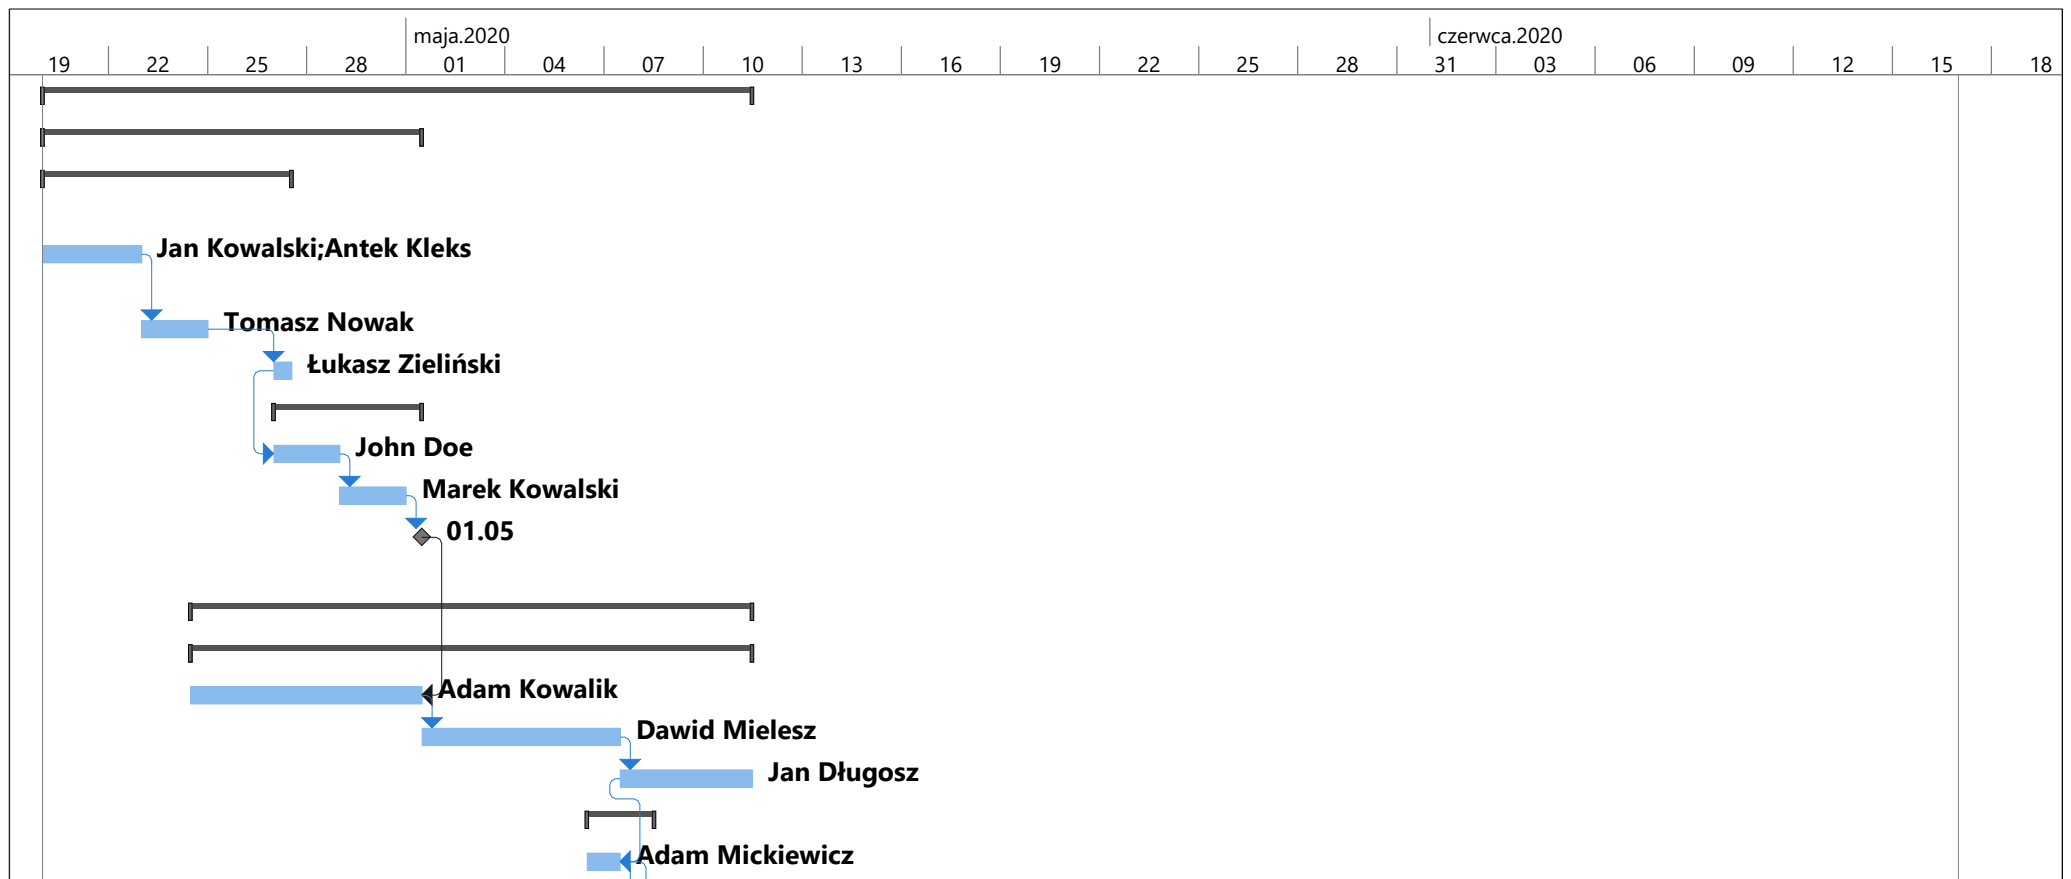 maja.2020 czerwca.2020
19 22 25 28 01 04 07 10 13 16 19 22 25 28 31 03 06 09 12 15 18
Jan Kowalski;Antek Kleks
Tomasz Nowak
Łukasz Zieliński
John Doe
Marek Kowalski
01.05
Adam Kowalik
Dawid Mielesz
Jan Długosz
Adam Mickiewicz